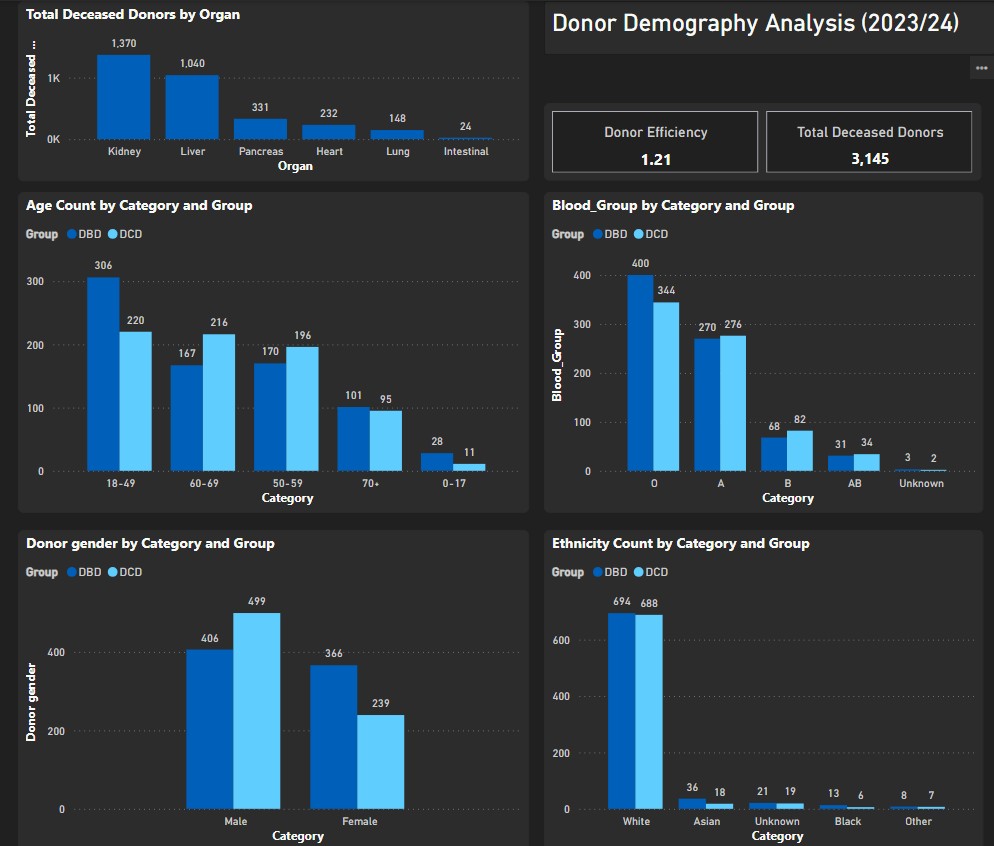 Total Deceased Donors by Organ
Total Deceased ...
1K
0K
1,370
1,040
331
232
148
24
Kidney
Liver
Pancreas
Heart
Lung
Intestinal
Organ
Donor Demography Analysis (2023/24)
Donor Efficiency
1.21
Total Deceased Donors
3,145
Age Count by Category and Group
Group DBD DCD
300
200
100
0
306
220
167
216
170
196
101
95
28
11
18-49
60-69
50-59
70+
0-17
Category
Blood_Group by Category and Group
Group DBD DCD
Blood_Group
400
300
200
100
0
400
344
270
276
68
82
31
34
3
2
O
A
B
AB
Unknown
Category
Donor gender by Category and Group
Group DBD DCD
Donor gender
400
200
0
406
499
366
239
Male
Female
Category
Ethnicity Count by Category and Group
Group DBD DCD
600
400
200
0
694
688
36
18
21
19
13
6
8
7
White
Asian
Unknown
Black
Other
Category